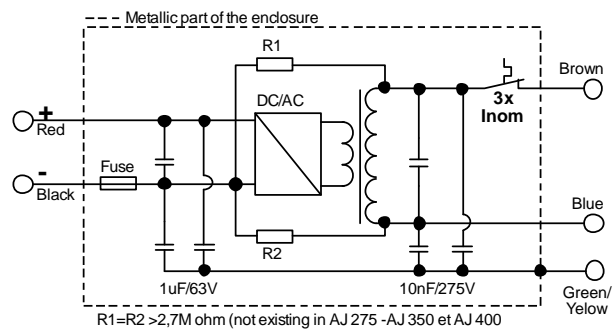 Metallic part of the enclosure
R1
Brown
DC/AC
3x
Inom
+
Red
Fuse
-
Black
Blue
R2
1uF/63V
10nF/275V
Green/
Yelow
R1=R2 >2,7M ohm (not existing in AJ 275 -AJ 350 et AJ 400